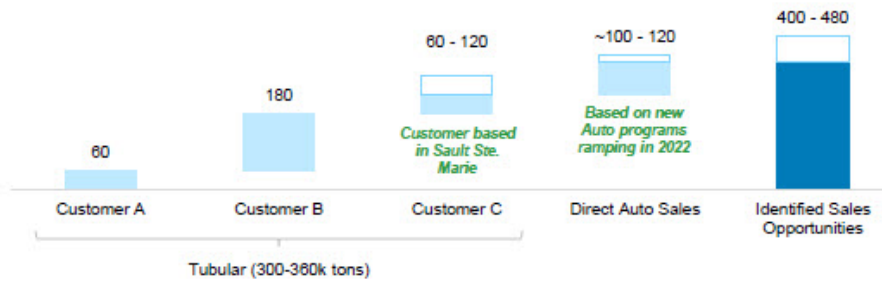 60
180
60 - 120
~100 - 120
400 - 480
Customer based
in Sault Ste.
Marie
Based on new
Auto programs
ramping in 2022
Customer A
Customer B
Customer C
Direct Auto Sales
Identified Sales
Opportunities
Tubular (300-360k tons)